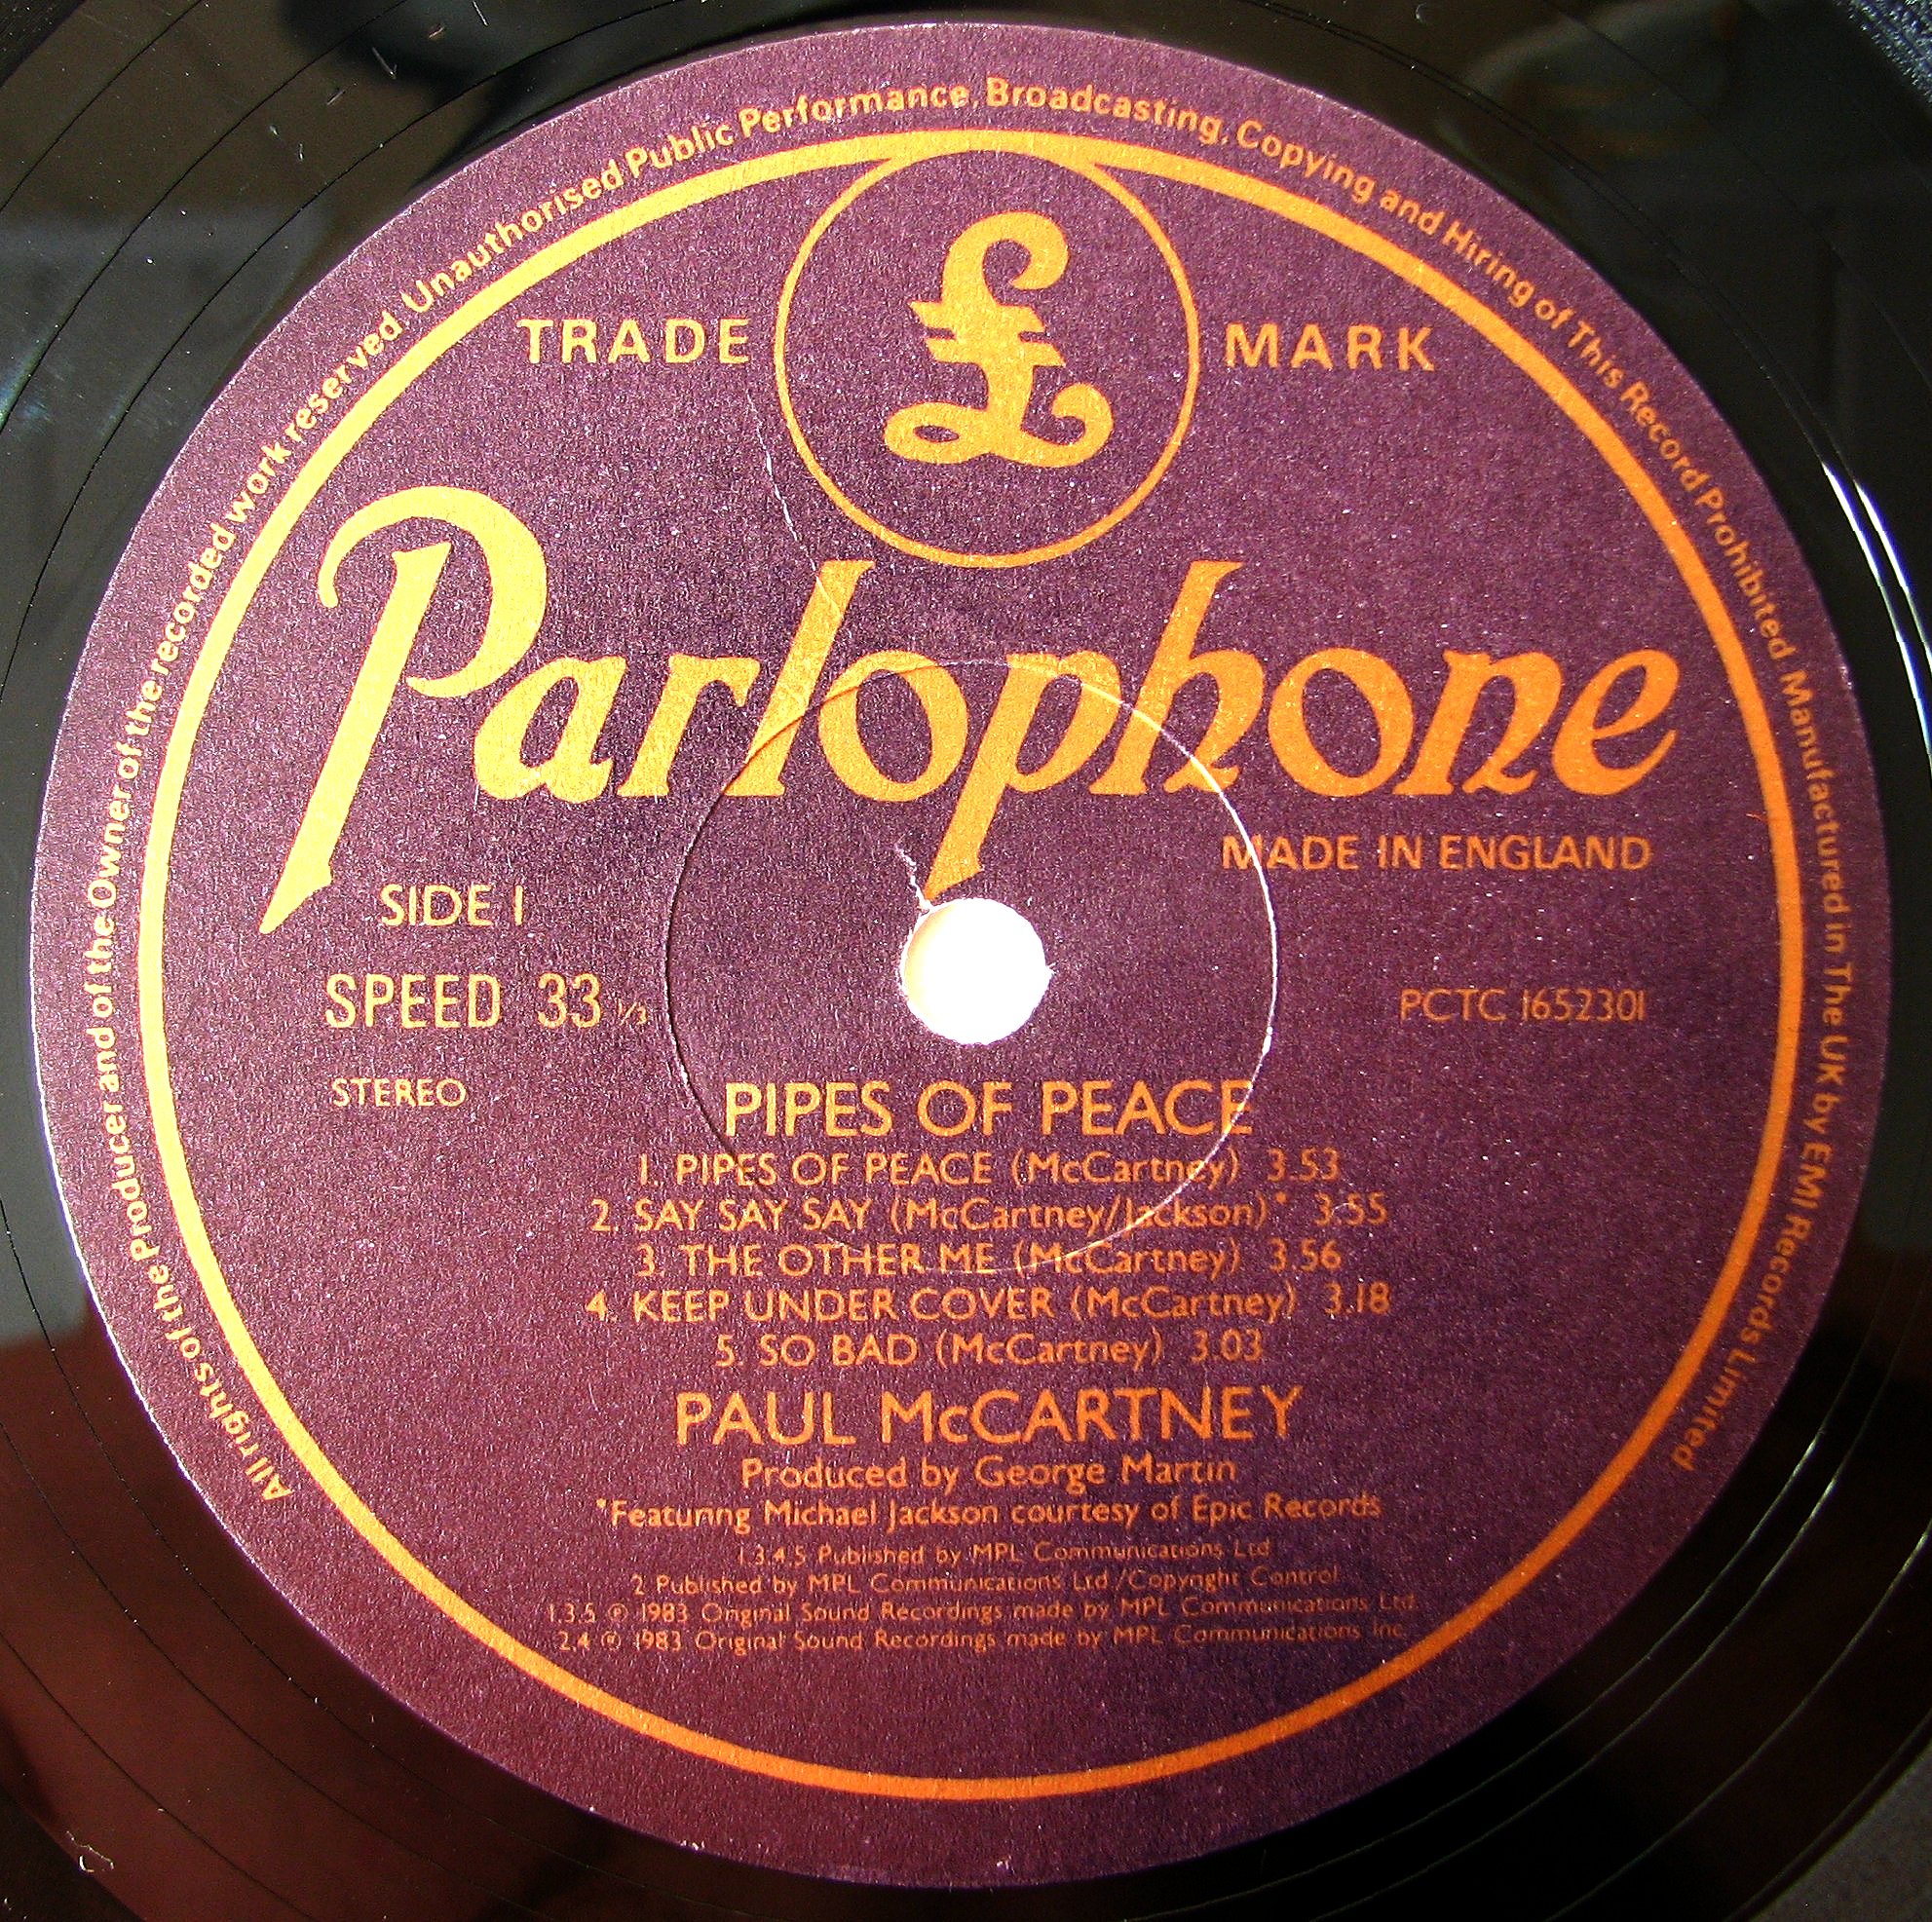 All rights of the Producer and of the Owner of the recorded work reserved. Unauthorised Public Performance, Broadcasting, Copying and Hiring of This Record Prohibited Manufactured in The UK by EMI Records Limited
TRADE £ MARK
Parlophone
MADE IN ENGLAND
SIDE 1
SPEED 33 1/3
PCTC 1652301
STEREO
PIPES OF PEACE
1. PIPES OF PEACE (McCartney) 3.53
2. SAY SAY SAY (McCartney/Jackson)* 3.55
3. THE OTHER ME (McCartney) 3.56
4. KEEP UNDER COVER (McCartney) 3.18
5. SO BAD (McCartney) 3.03
PAUL McCARTNEY
Produced by George Martin
*Featuring Michael Jackson courtesy of Epic Records
1.3.4.5 Published by MPL Communications Ltd
2 Published by MPL Communications Ltd /Copyright Control
1.3.5 ℗ 1983 Original Sound Recordings made by MPL Communications Ltd.
2.4 ℗ 1983 Original Sound Recordings made by MPL Communications Inc.